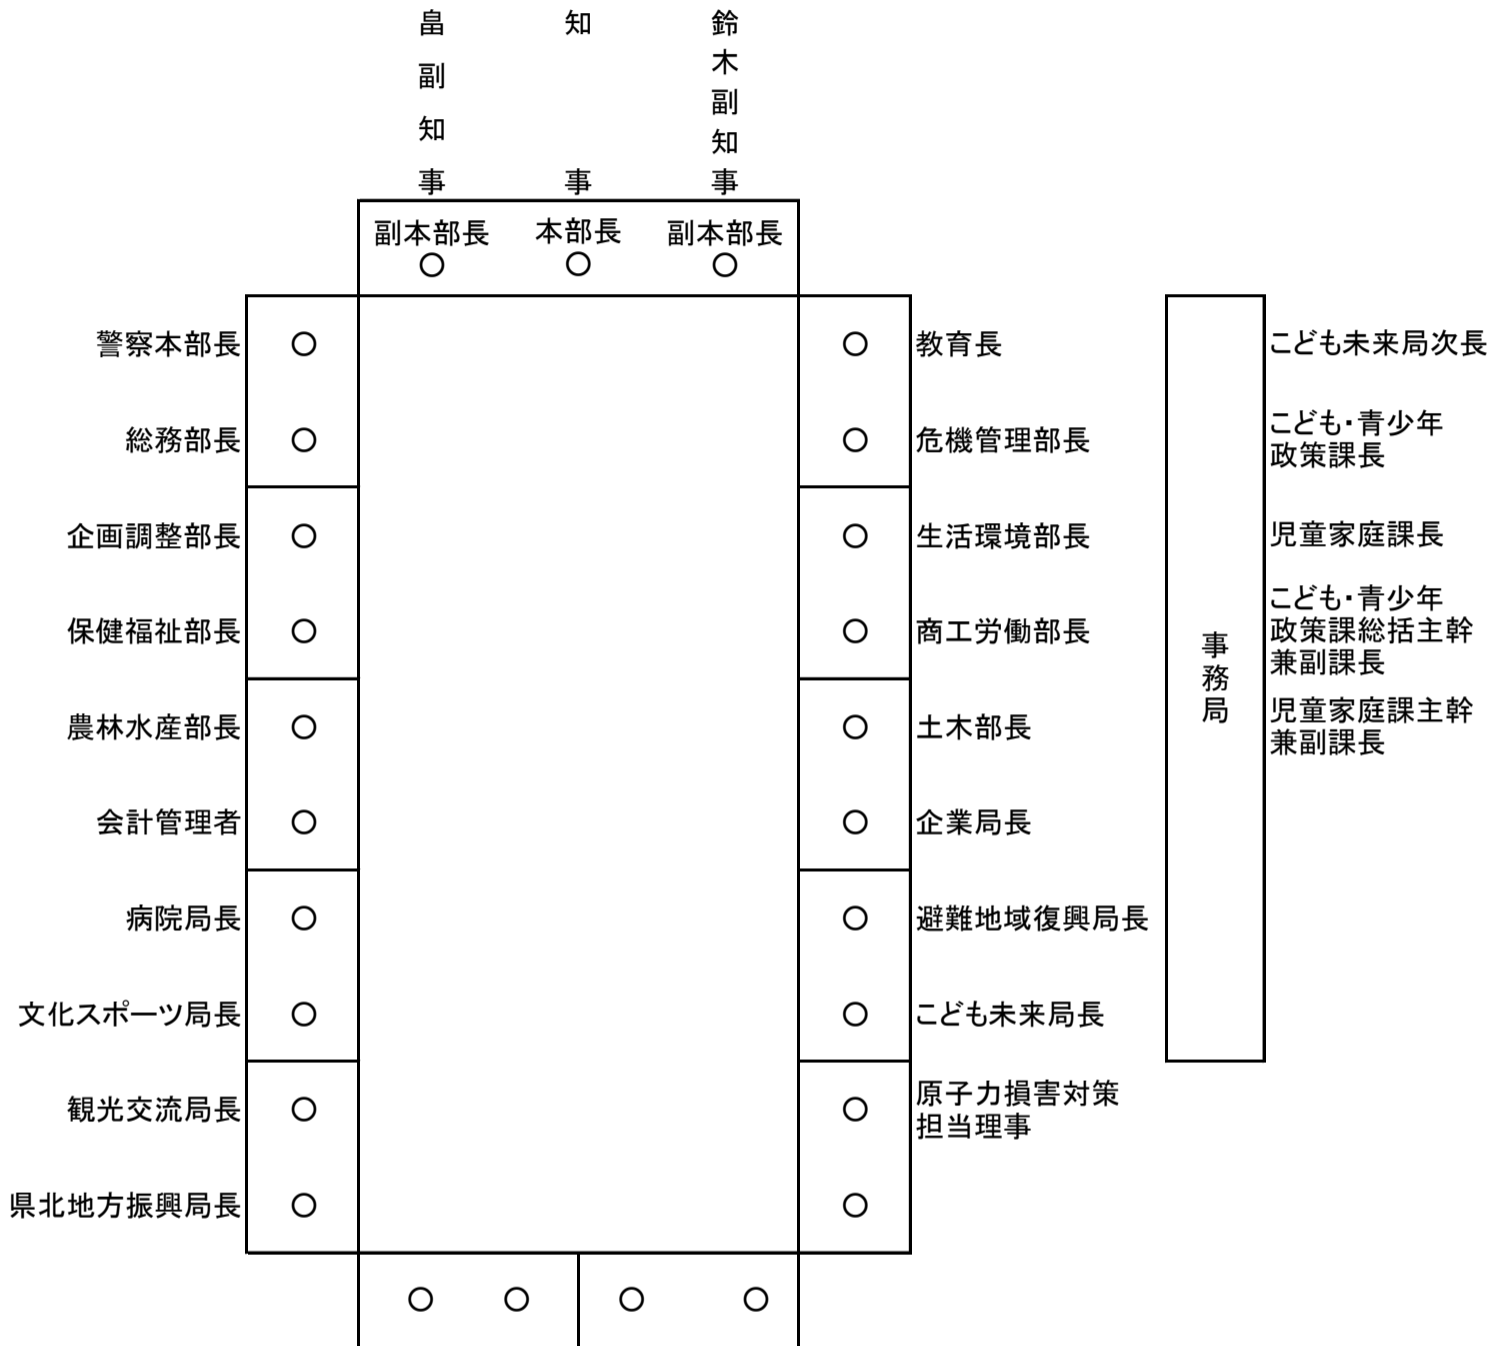 畠副知事
知事
鈴木副知事
副本部長
本部長
副本部長
警察本部長
総務部長
企画調整部長
保健福祉部長
農林水産部長
会計管理者
病院局長
文化スポーツ局長
観光交流局長
県北地方振興局長
教育長
危機管理部長
生活環境部長
商工労働部長
土木部長
企業局長
避難地域復興局長
こども未来局長
原子力損害対策
担当理事
事務局
こども未来局次長
こども・青少年
政策課長
児童家庭課長
こども・青少年
政策課総括主幹
兼副課長
児童家庭課主幹
兼副課長